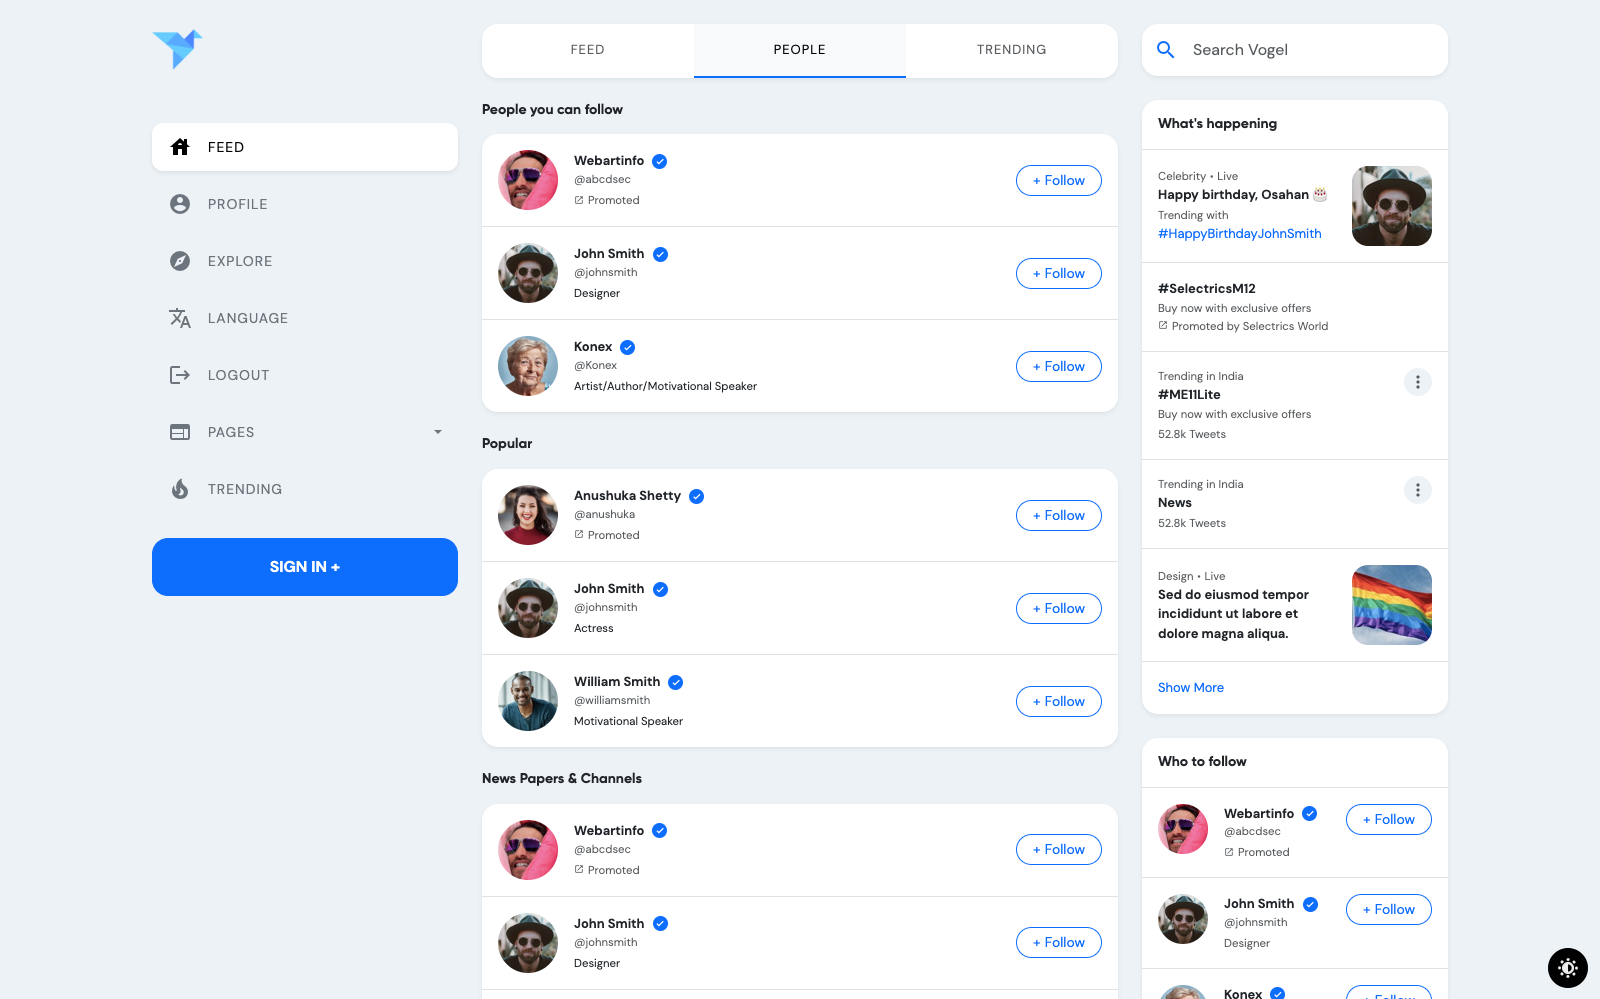 FEED
PROFILE
EXPLORE
LANGUAGE
LOGOUT
PAGES
TRENDING
SIGN IN +
FEED
PEOPLE
TRENDING
People you can follow
Webartinfo
@abcdsec
Promoted
+ Follow
John Smith
@johnsmith
Designer
+ Follow
Konex
@Konex
Artist/Author/Motivational Speaker
+ Follow
Popular
Anushuka Shetty
@anushuka
Promoted
+ Follow
John Smith
@johnsmith
Actress
+ Follow
William Smith
@williamsmith
Motivational Speaker
+ Follow
News Papers & Channels
Webartinfo
@abcdsec
Promoted
+ Follow
John Smith
@johnsmith
Designer
+ Follow
Search Vogel
What's happening
Celebrity • Live
Happy birthday, Osahan 🎂
Trending with
#HappyBirthdayJohnSmith
#SelectricsM12
Buy now with exclusive offers
Promoted by Selectrics World
Trending in India
#ME11Lite
Buy now with exclusive offers
52.8k Tweets
Trending in India
News
52.8k Tweets
Design • Live
Sed do eiusmod tempor
incididunt ut labore et
dolore magna aliqua.
Show More
Who to follow
Webartinfo
@abcdsec
Promoted
+ Follow
John Smith
@johnsmith
Designer
+ Follow
Konex
+ Follow